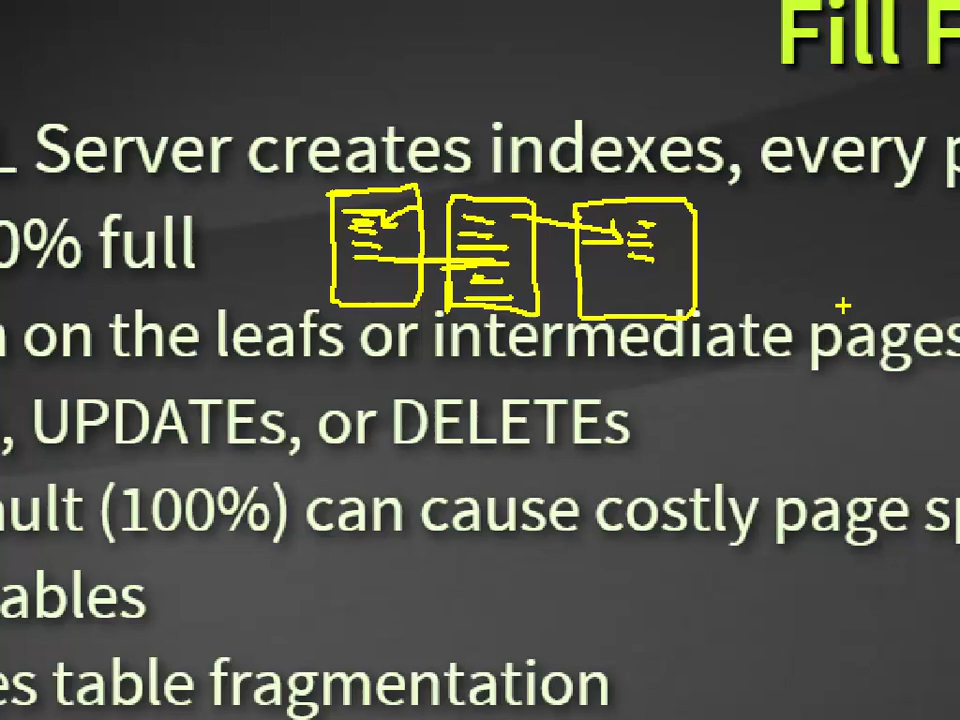 Fill F
L Server creates indexes, every p
0% full
n on the leafs or intermediate pages
, UPDATEs, or DELETEs
ault (100%) can cause costly page sp
ables
es table fragmentation